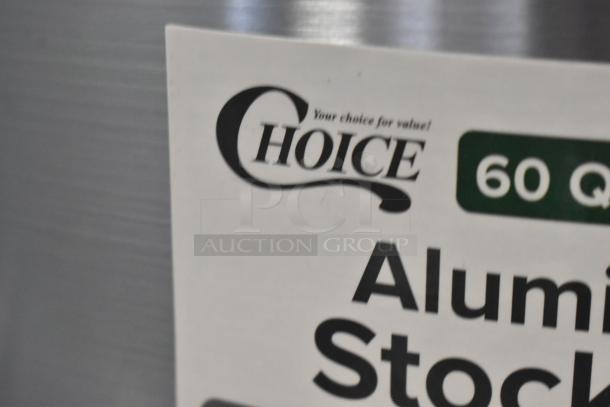 Your choice for value!
CHOICE
60 Q
PCI
AUCTION GROUP
Alumi
Stock